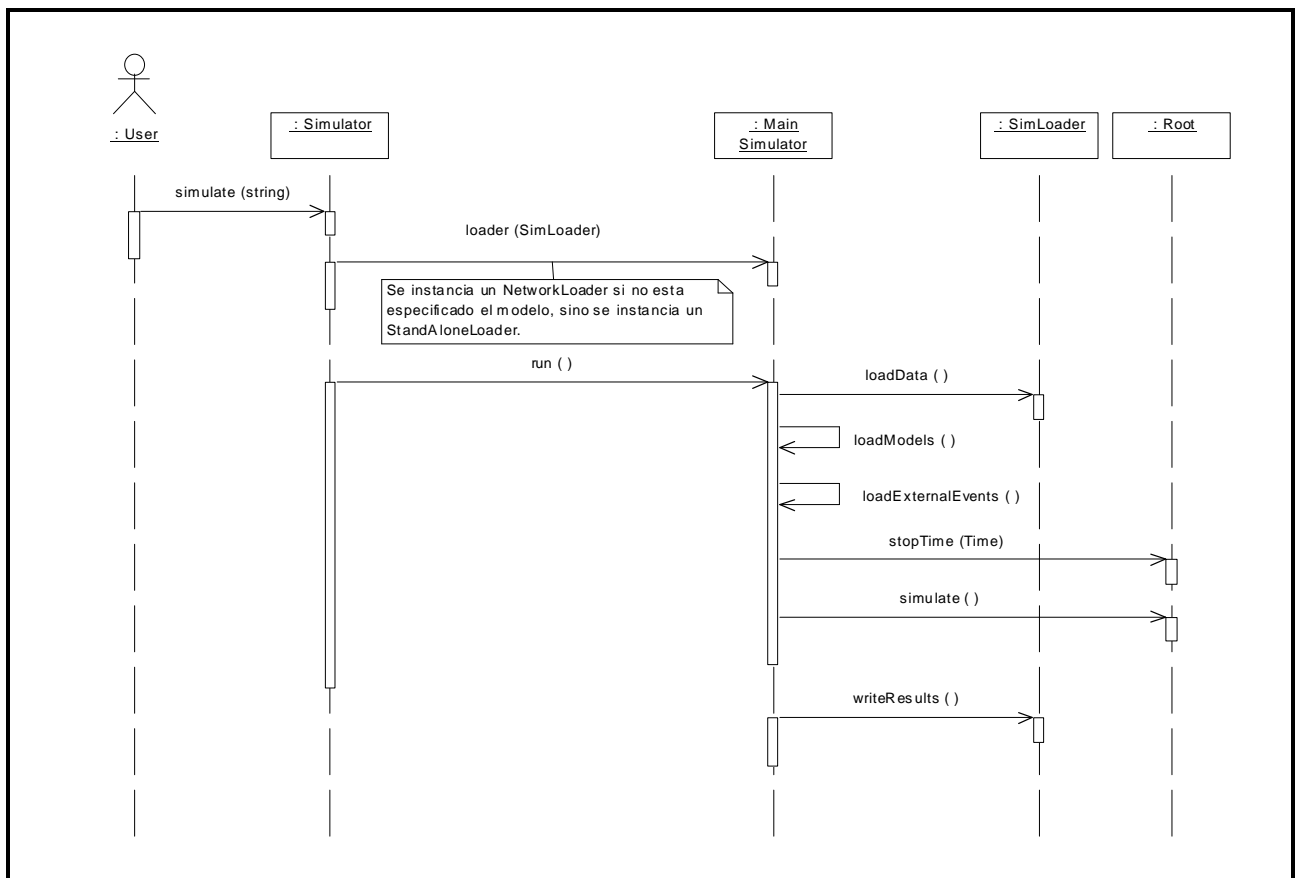 : User
: Simulator
: Main
Simulator
: SimLoader
: Root
simulate (string)
loader (SimLoader)
Se instancia un NetworkLoader si no esta
especificado el modelo, sino se instancia un
StandAloneLoader.
run ( )
loadData ( )
loadModels ( )
loadExternalEvents ( )
stopTime (Time)
simulate ( )
writeResults ( )